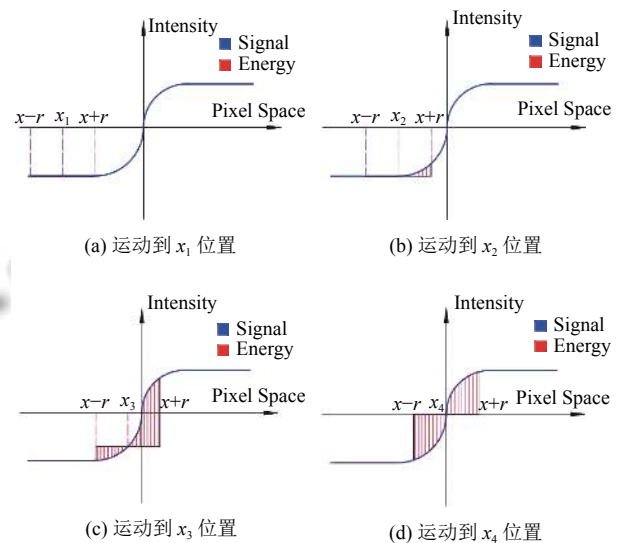 Intensity
Signal
Energy
x−r x₁ x+r Pixel Space
(a) 运动到 x₁ 位置
Intensity
Signal
Energy
x−r x₂ x+r Pixel Space
(b) 运动到 x₂ 位置
Intensity
Signal
Energy
x−r x₃ x+r Pixel Space
(c) 运动到 x₃ 位置
Intensity
Signal
Energy
x−r x₄ x+r Pixel Space
(d) 运动到 x₄ 位置